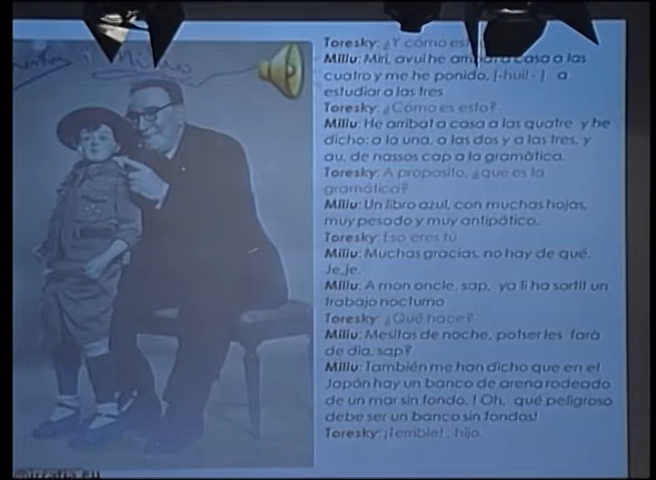 Toresky: ¿Y cómo es
Miliu: Miri, avui he arribat a casa a las
cuatro y me he ponido, j-hui! - j a
estudiar a las tres
Toresky: ¿Cómo es esto?
Miliu: He arribat a casa a las quatre y he
dicho: a la una, a las dos y a las tres, y
au, de nassos cap a la gramàtica.
Toresky: A proposito, ¿qué es la
gramática?
Miliu: Un libro azul, con muchas hojas,
muy pesado y muy antipático.
Toresky: Eso eres tú
Miliu: Muchas gracias, no hay de qué.
Je,je.
Miliu: A mon oncle, sap, ya li ha sortit un
trabajo nocturno
Toresky: ¿Qué hace?
Miliu: Mesitas de noche, potser les farà
de dia, sap?
Miliu: También me han dicho que en el
Japón hay un banco de arena rodeado
de un mar sin fondo. ! Oh, qué peligroso
debe ser un banco sin fondos!
Toresky: ¡Terrible! , hijo.